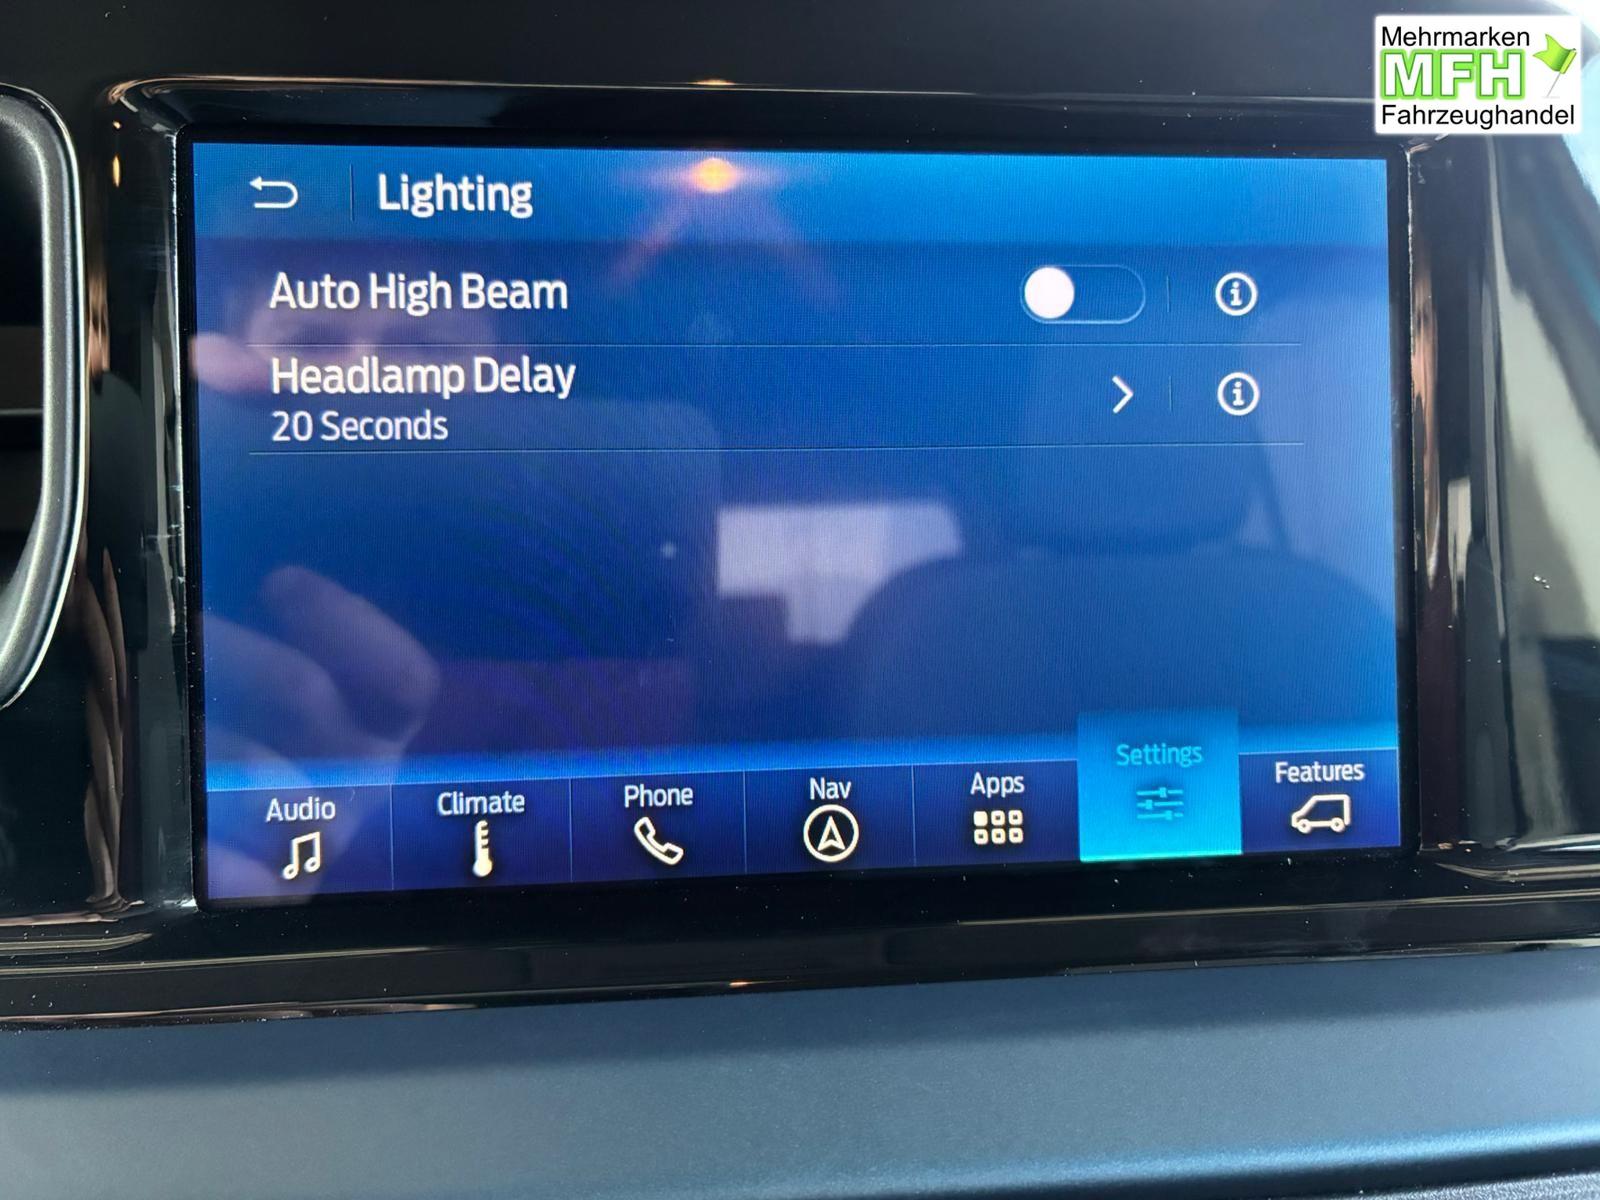 Mehrmarken
MFH
Fahrzeughandel
Lighting
Auto High Beam
Headlamp Delay
20 Seconds
Audio
Climate
Phone
Nav
Apps
Settings
Features